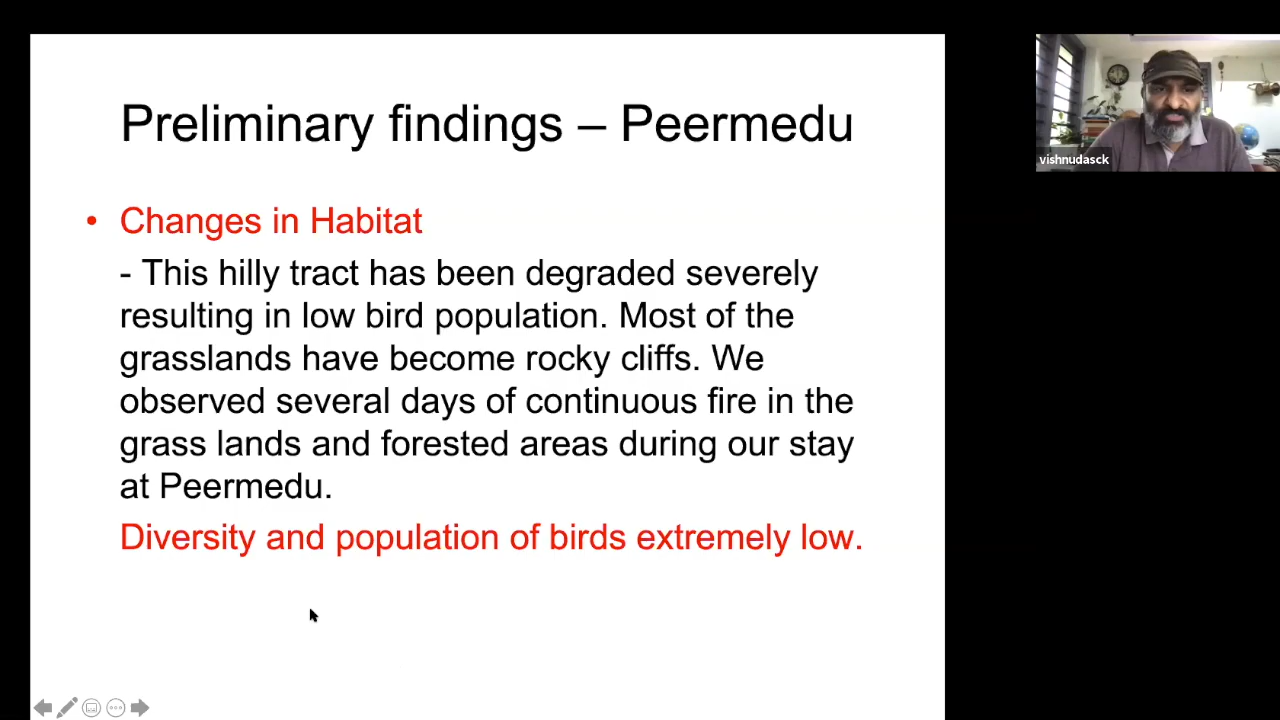 Preliminary findings – Peermedu
• Changes in Habitat
- This hilly tract has been degraded severely
resulting in low bird population. Most of the
grasslands have become rocky cliffs. We
observed several days of continuous fire in the
grass lands and forested areas during our stay
at Peermedu.
Diversity and population of birds extremely low.
vishnudasck